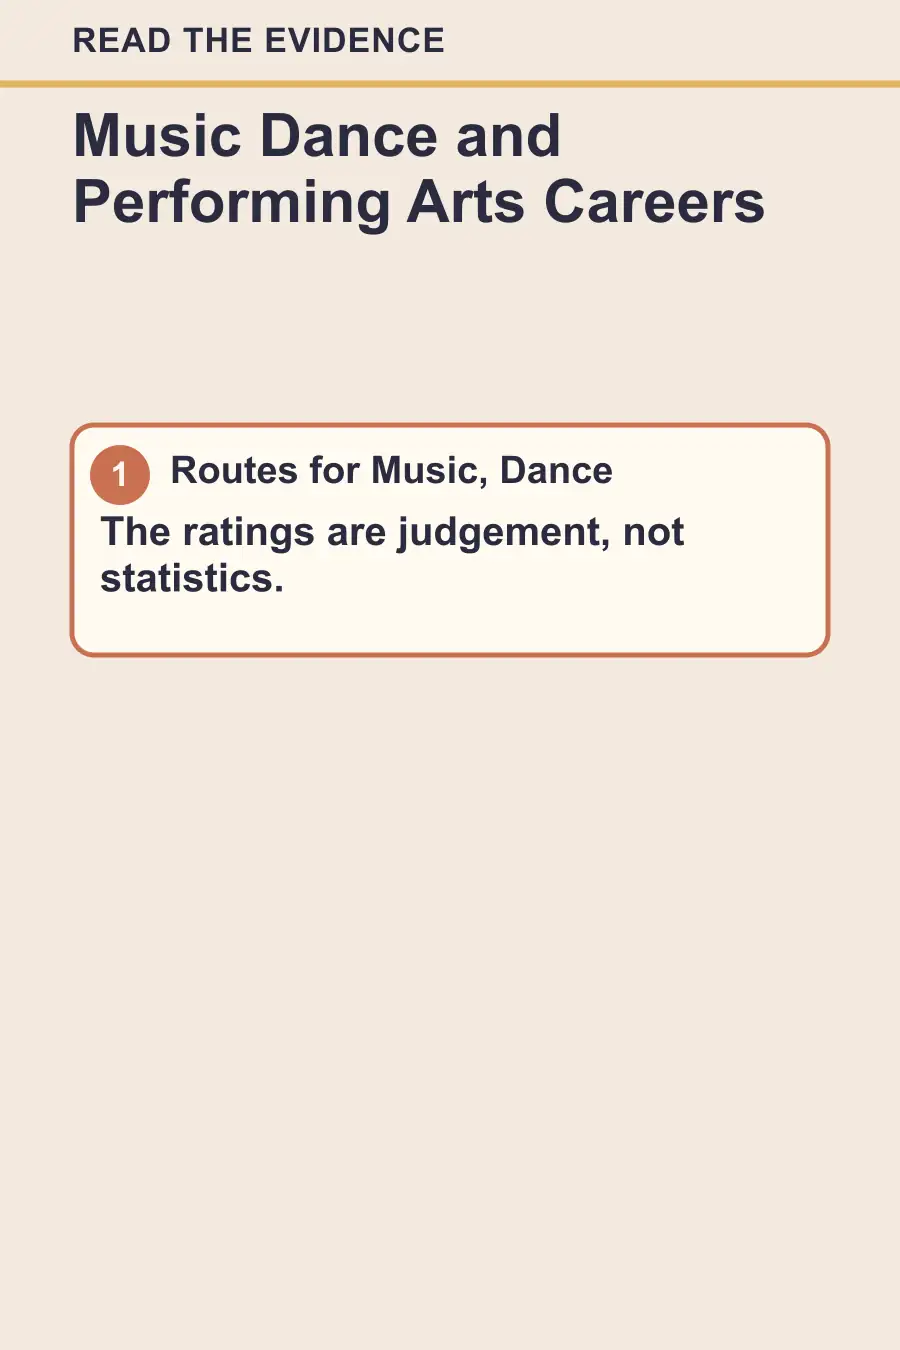 READ THE EVIDENCE
Music Dance and
Performing Arts Careers
1 Routes for Music, Dance
The ratings are judgement, not
statistics.